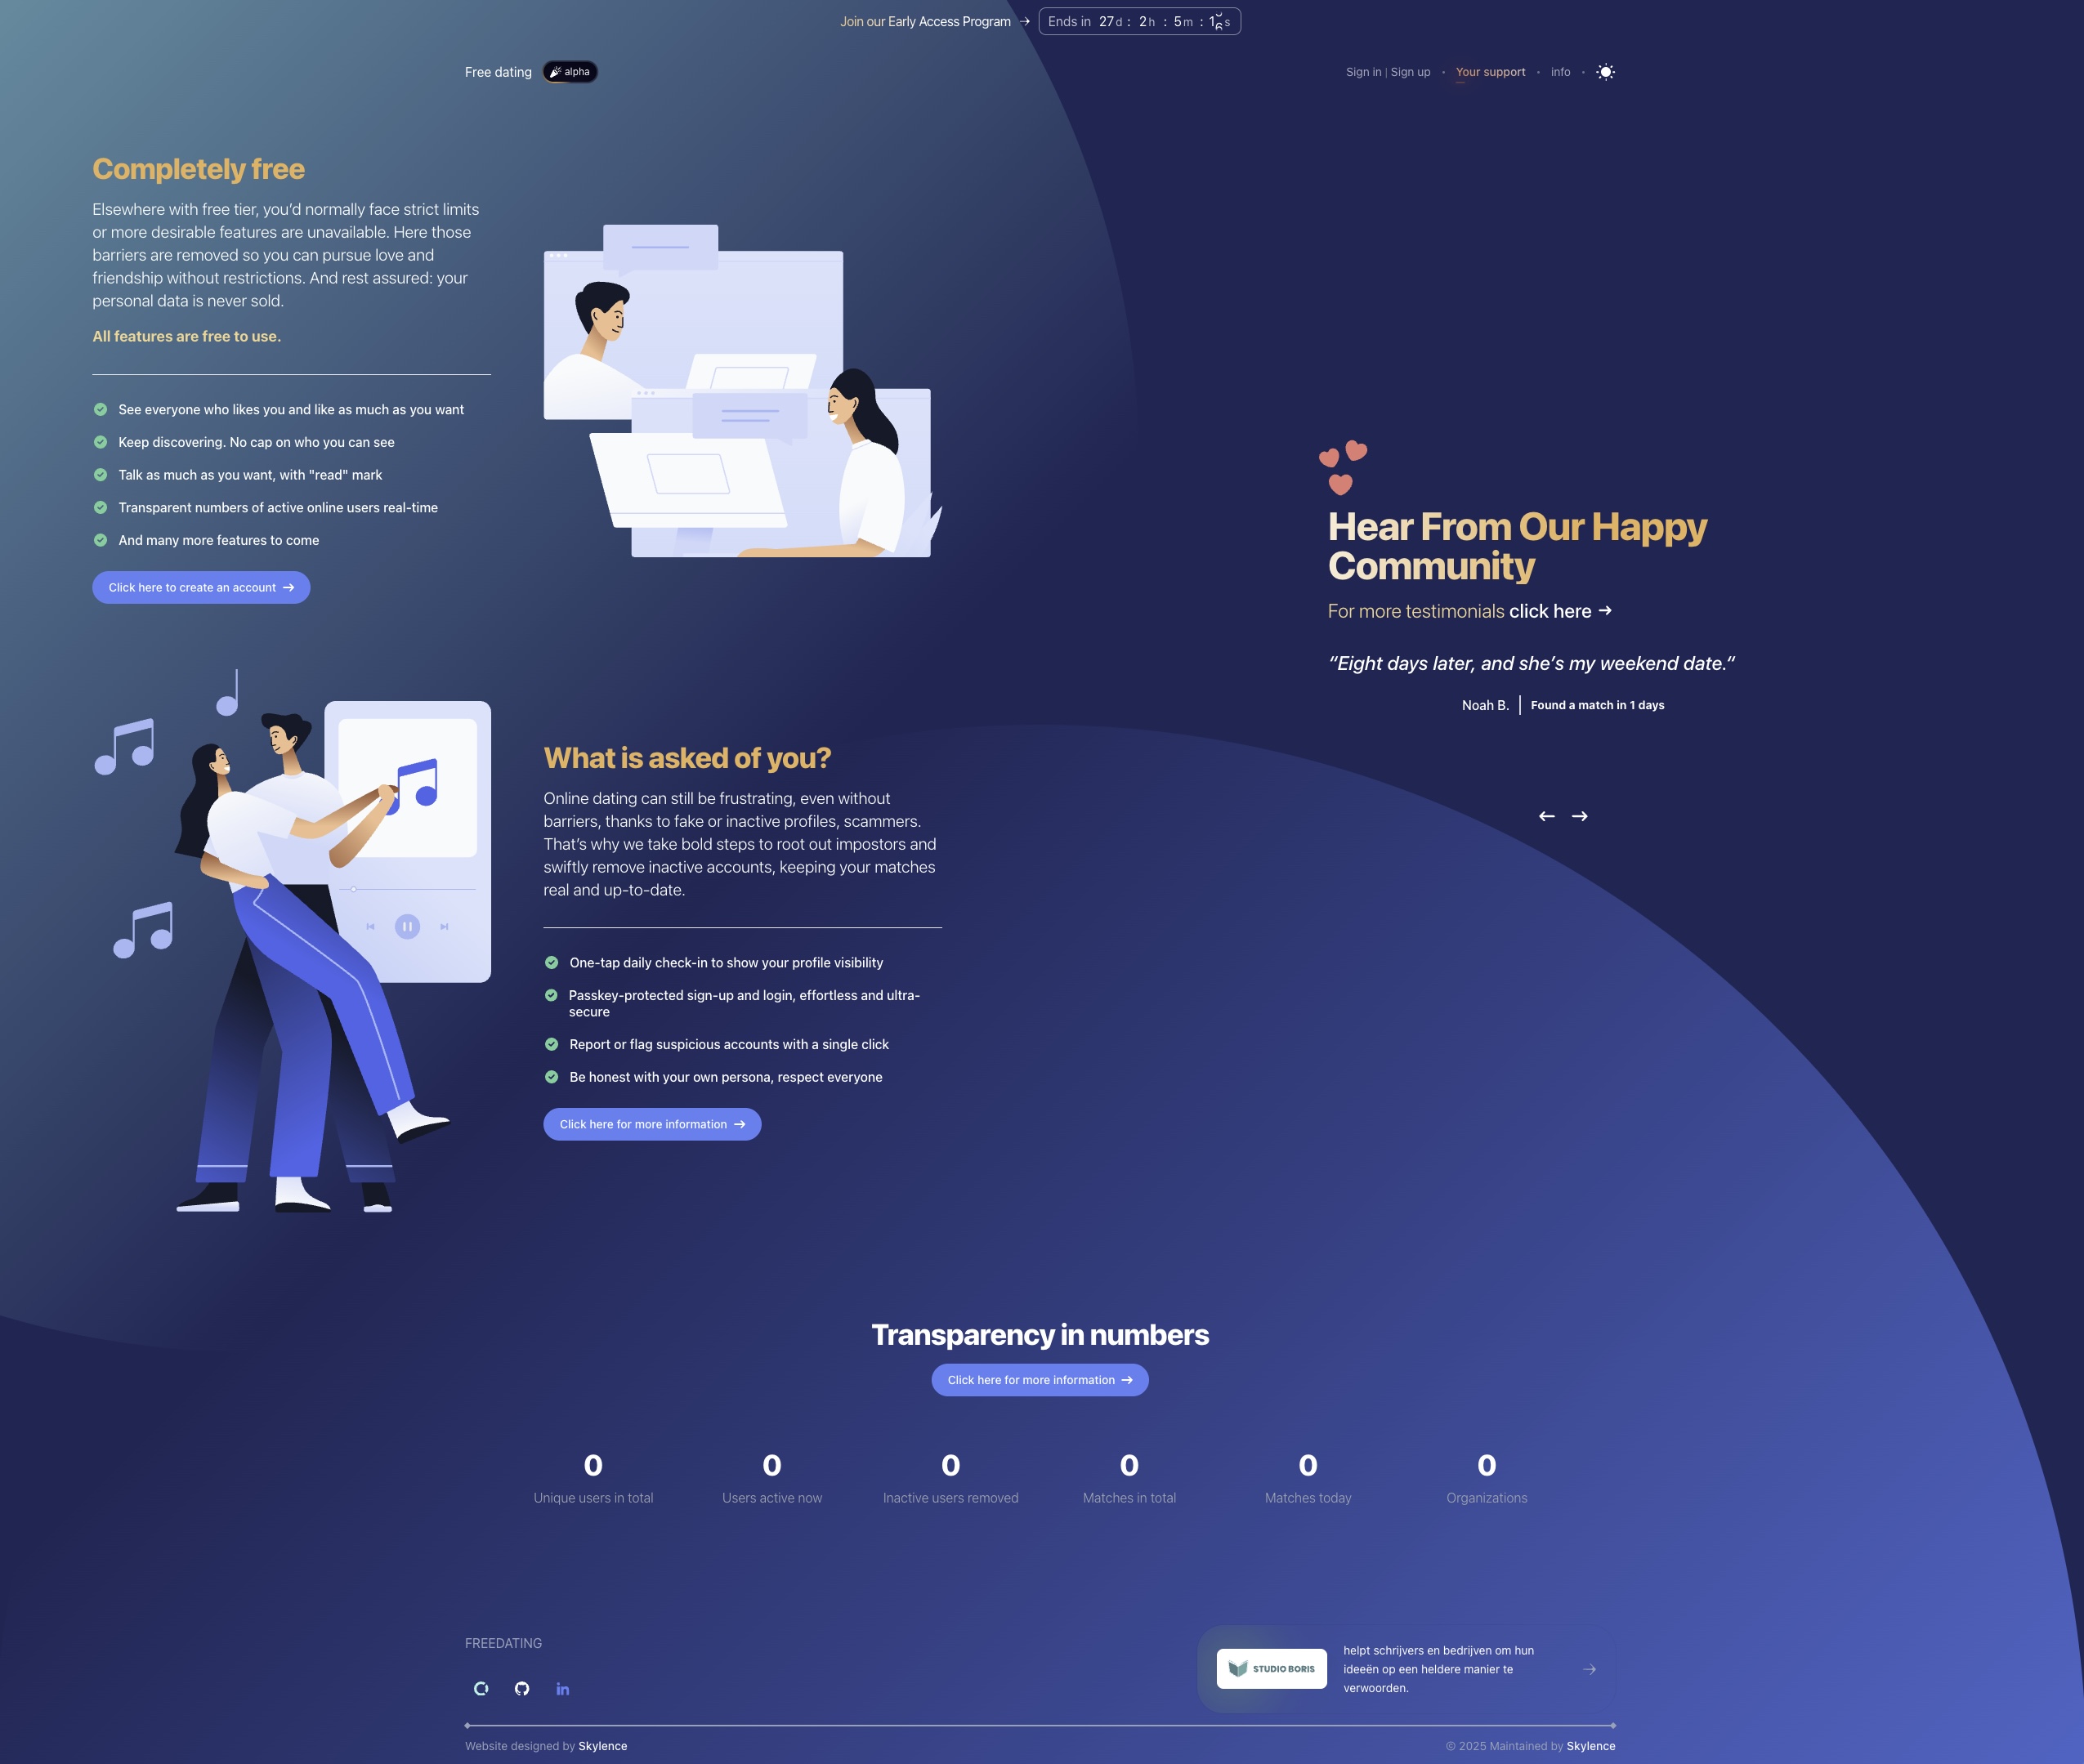 Join our Early Access Program → Ends in 27d : 2h : 5m : 1 s
Free dating alpha
Sign in | Sign up • Your support • info •
Completely free
Elsewhere with free tier, you’d normally face strict limits
or more desirable features are unavailable. Here those
barriers are removed so you can pursue love and
friendship without restrictions. And rest assured: your
personal data is never sold.
All features are free to use.
See everyone who likes you and like as much as you want
Keep discovering. No cap on who you can see
Talk as much as you want, with "read" mark
Transparent numbers of active online users real-time
And many more features to come
Click here to create an account →
What is asked of you?
Online dating can still be frustrating, even without
barriers, thanks to fake or inactive profiles, scammers.
That’s why we take bold steps to root out impostors and
swiftly remove inactive accounts, keeping your matches
real and up-to-date.
One-tap daily check-in to show your profile visibility
Passkey-protected sign-up and login, effortless and ultra-
secure
Report or flag suspicious accounts with a single click
Be honest with your own persona, respect everyone
Click here for more information →
Hear From Our Happy
Community
For more testimonials click here →
“Eight days later, and she’s my weekend date.“
Noah B. | Found a match in 1 days
← →
Transparency in numbers
Click here for more information →
0 0 0 0 0 0
Unique users in total Users active now Inactive users removed Matches in total Matches today Organizations
FREEDATING
STUDIO BORIS
helpt schrijvers en bedrijven om hun
ideeën op een heldere manier te
verwoorden.
→
Website designed by Skylence
© 2025 Maintained by Skylence